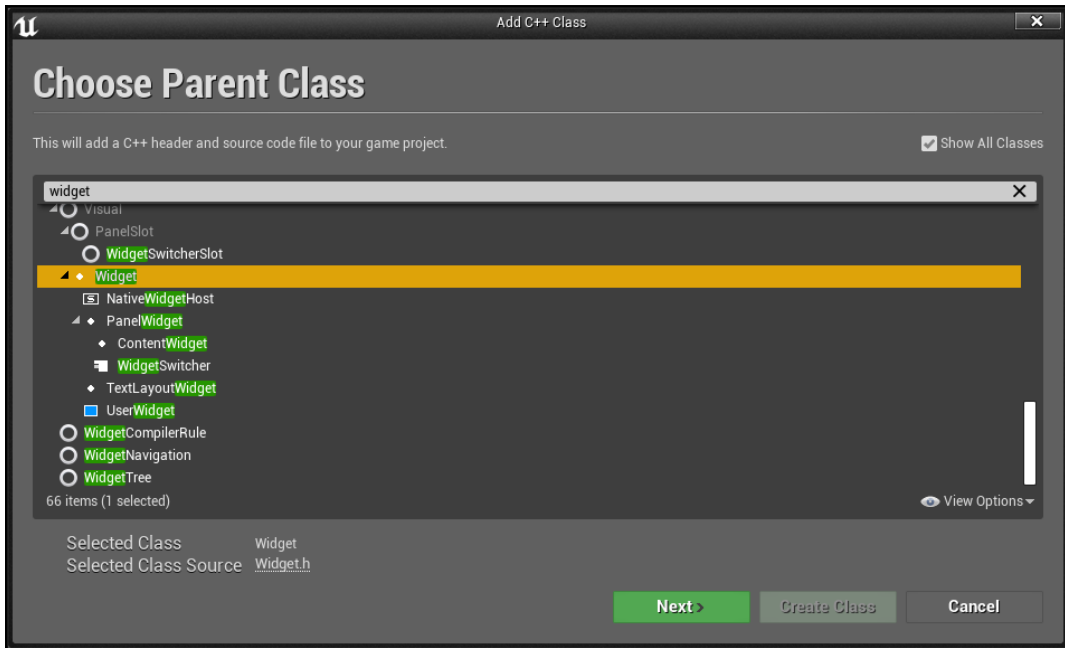 Add C++ Class
Choose Parent Class
This will add a C++ header and source code file to your game project.
Show All Classes
widget
Visual
PanelSlot
WidgetSwitcherSlot
Widget
NativeWidgetHost
PanelWidget
ContentWidget
WidgetSwitcher
TextLayoutWidget
UserWidget
WidgetCompilerRule
WidgetNavigation
WidgetTree
66 items (1 selected)
View Options
Selected Class Widget
Selected Class Source Widget.h
Next
Create Class
Cancel